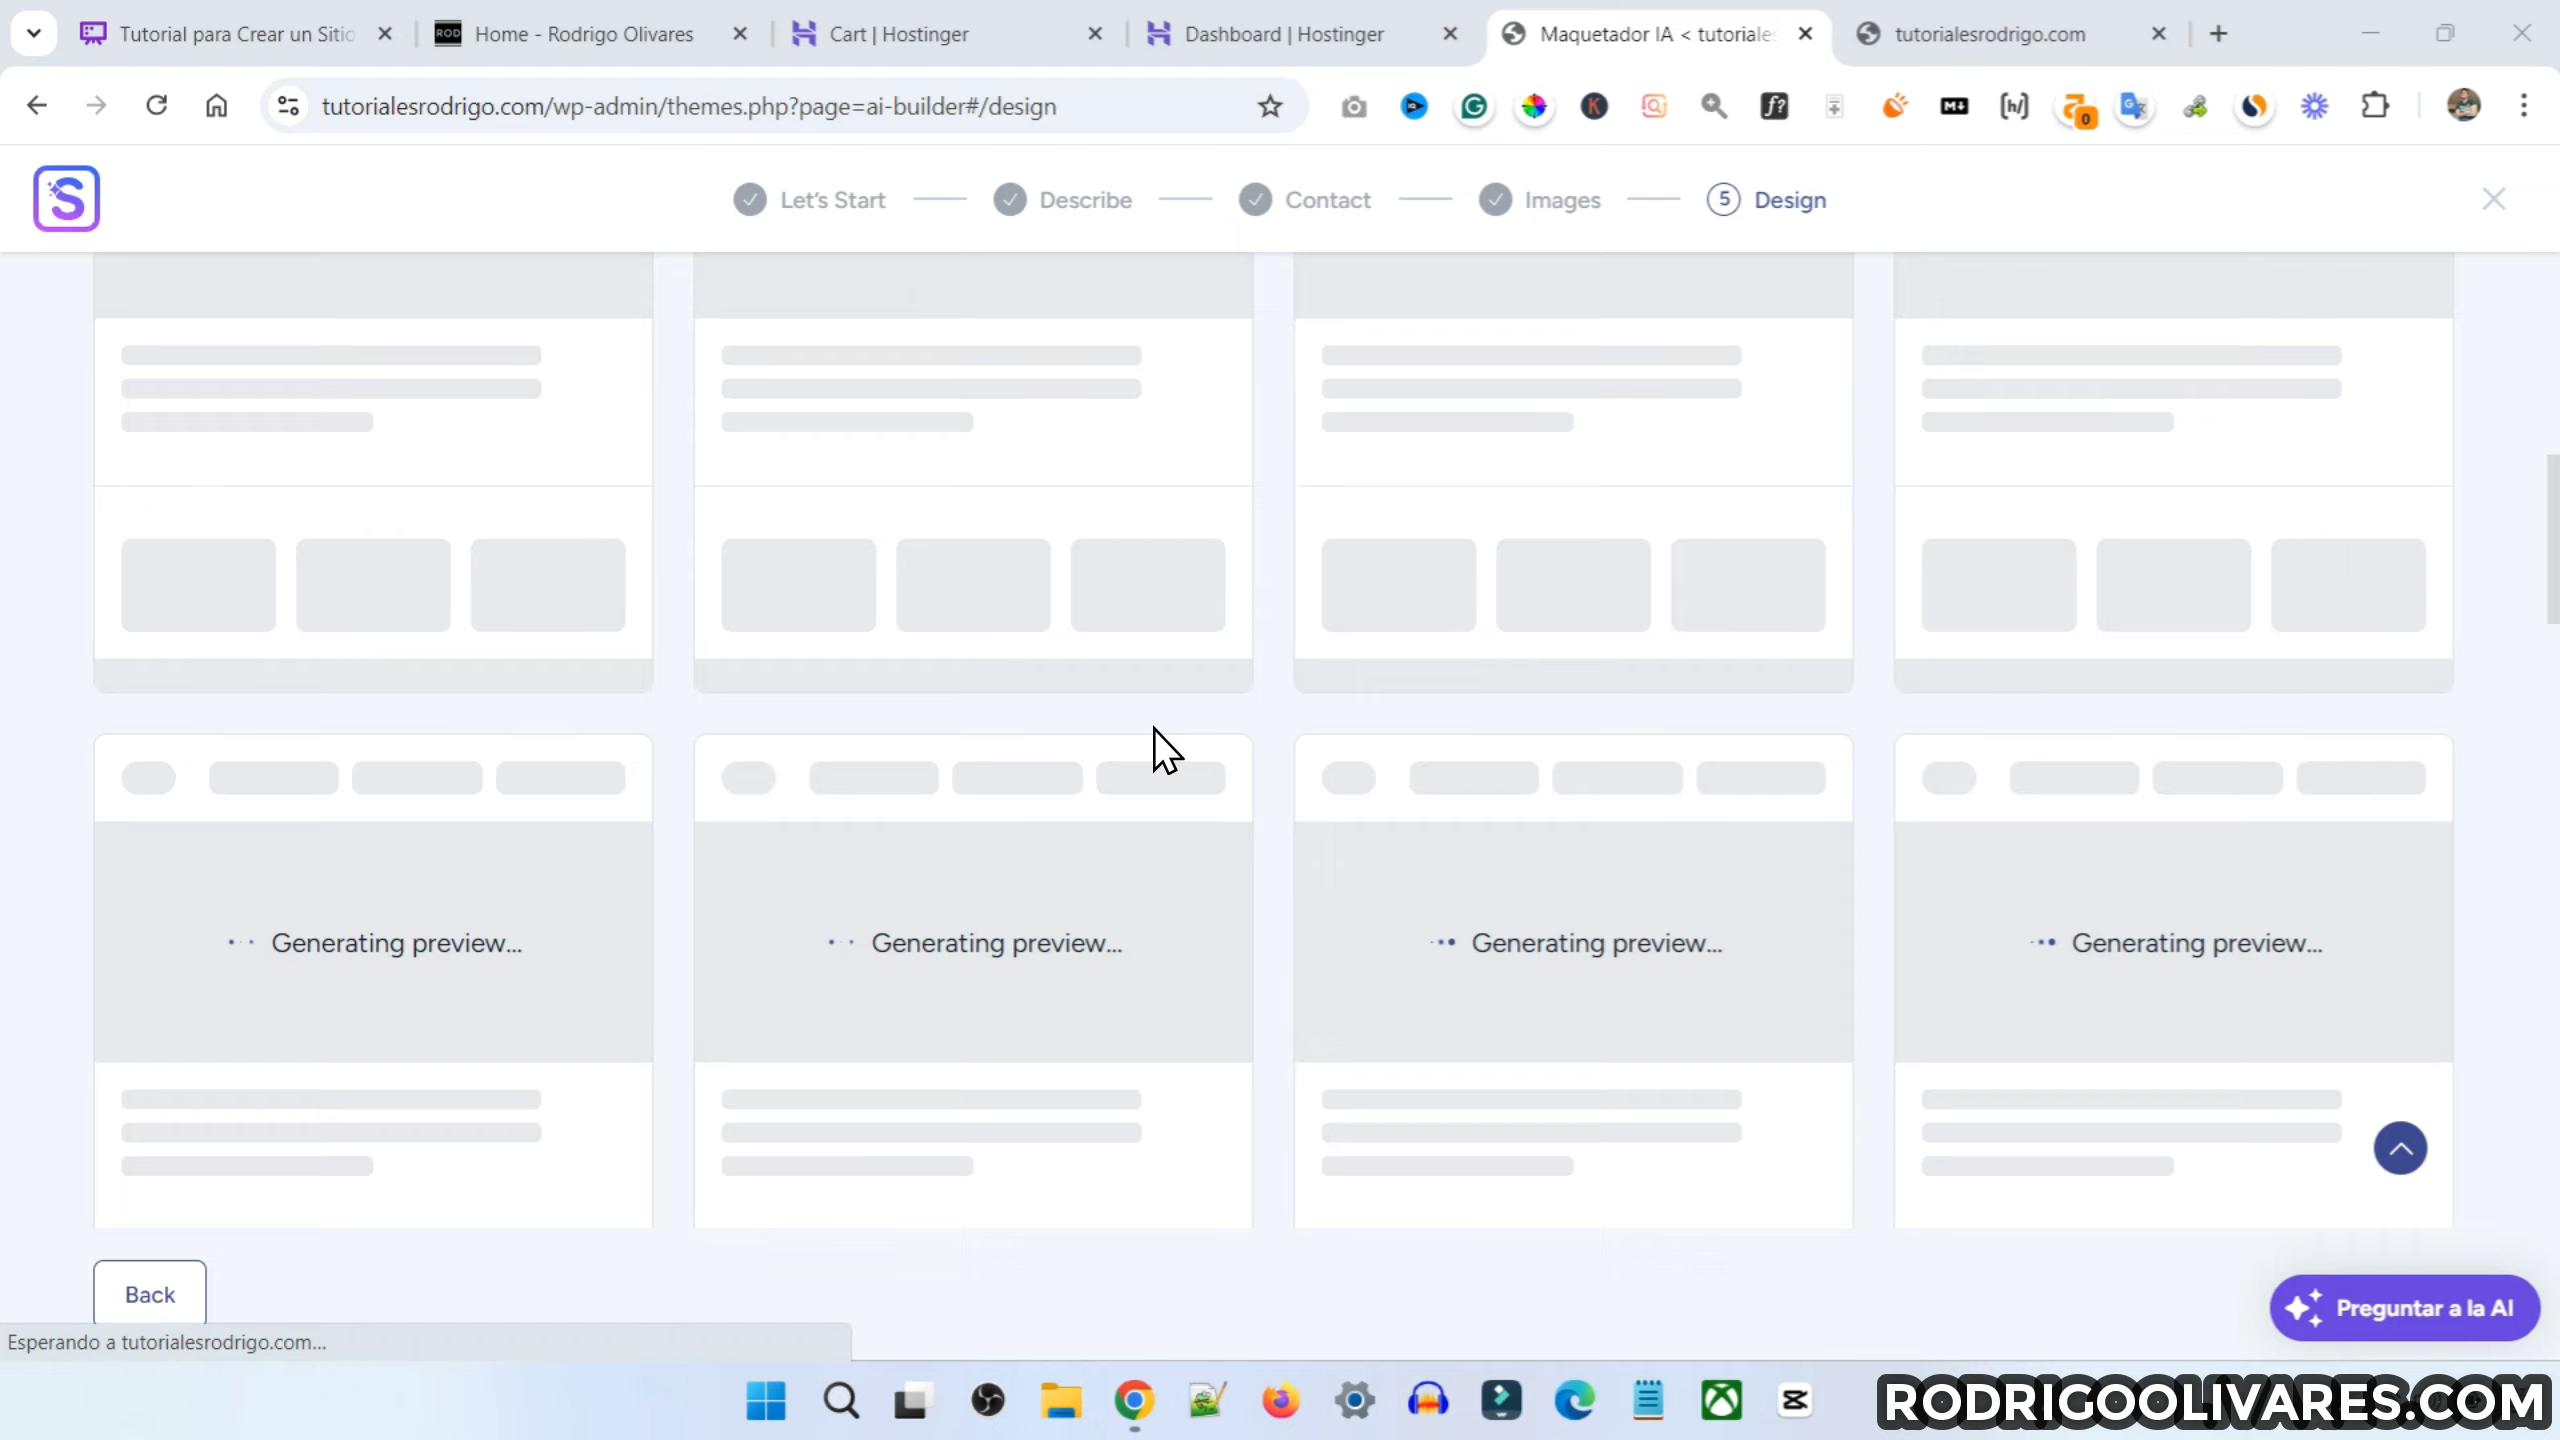 Tutorial para Crear un Sitio
Home - Rodrigo Olivares
Cart | Hostinger
Dashboard | Hostinger
Maquetador IA < tutoriales
tutorialesrodrigo.com
tutorialesrodrigo.com/wp-admin/themes.php?page=ai-builder#/design
Let's Start
Describe
Contact
Images
5 Design
Generating preview...
Generating preview...
Generating preview...
Generating preview...
Back
Preguntar a la AI
Esperando a tutorialesrodrigo.com...
RODRIGOOLIVARES.COM